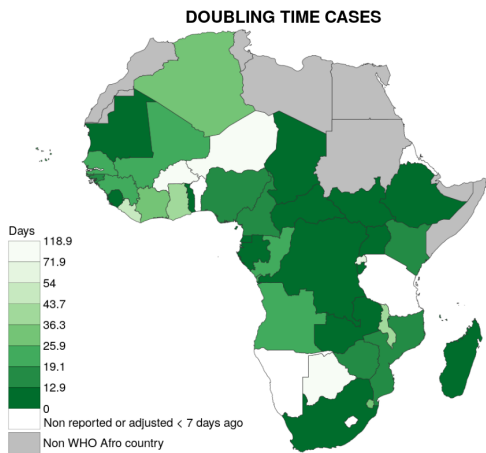 DOUBLING TIME CASES
Days
118.9
71.9
54
43.7
36.3
25.9
19.1
12.9
0
Non reported or adjusted < 7 days ago
Non WHO Afro country